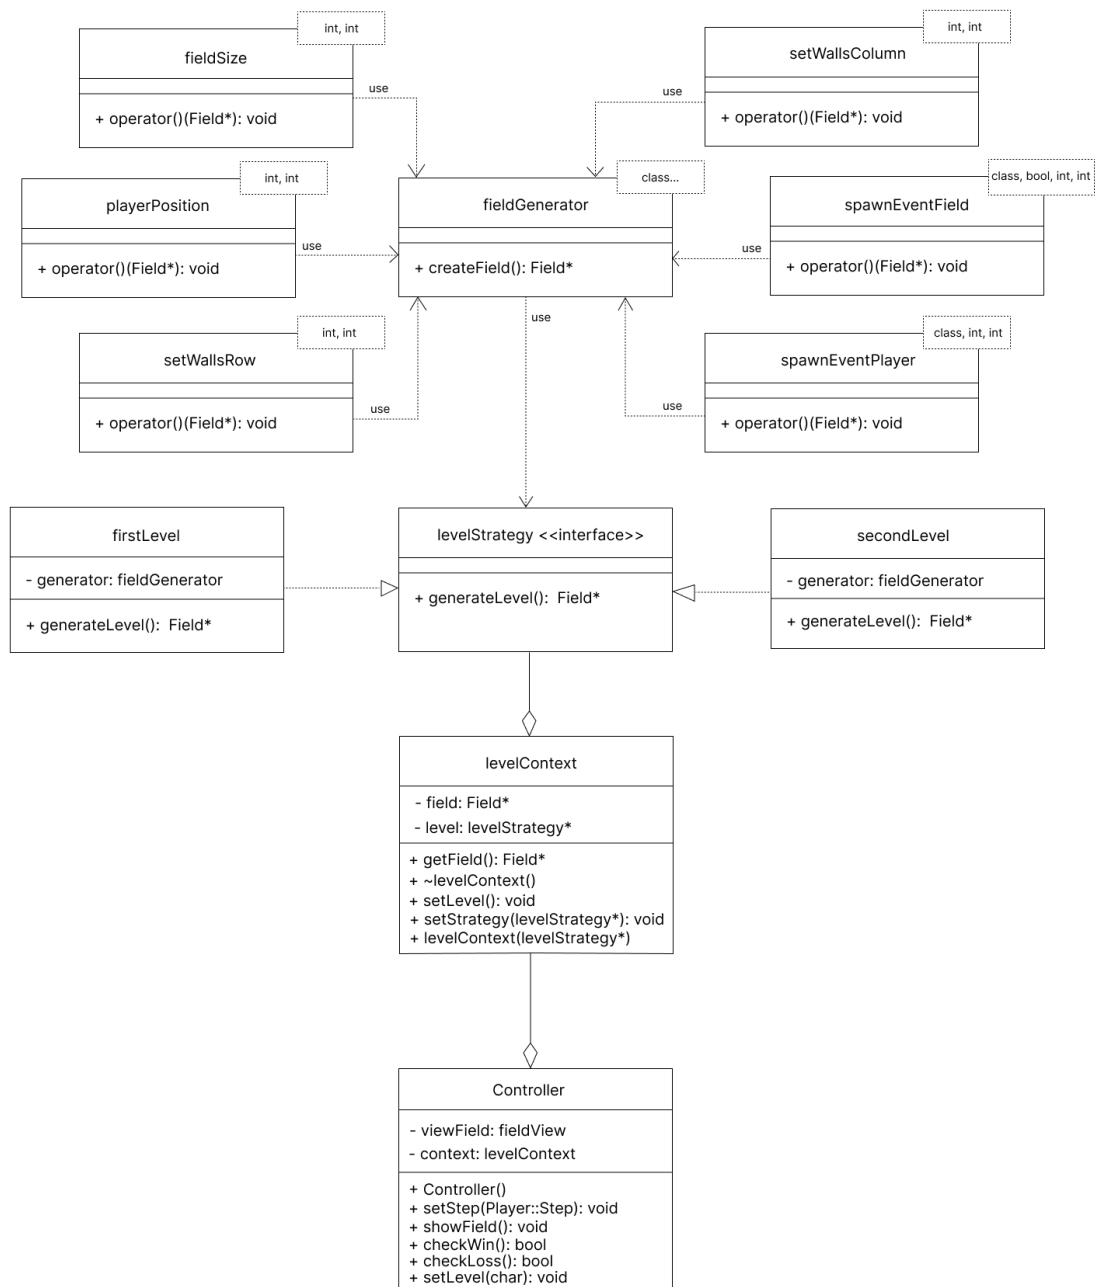 int, int
fieldSize
+ operator()(Field*): void
use
int, int
setWallsColumn
+ operator()(Field*): void
use
int, int
playerPosition
+ operator()(Field*): void
use
class...
fieldGenerator
+ createField(): Field*
use
class, bool, int, int
spawnEventField
+ operator()(Field*): void
use
int, int
setWallsRow
+ operator()(Field*): void
use
class, int, int
spawnEventPlayer
+ operator()(Field*): void
use
firstLevel
- generator: fieldGenerator
+ generateLevel(): Field*
levelStrategy <<interface>>
+ generateLevel(): Field*
secondLevel
- generator: fieldGenerator
+ generateLevel(): Field*
levelContext
- field: Field*
- level: levelStrategy*
+ getField(): Field*
+ ~levelContext()
+ setLevel(): void
+ setStrategy(levelStrategy*): void
+ levelContext(levelStrategy*)
Controller
- viewField: fieldView
- context: levelContext
+ Controller()
+ setStep(Player::Step): void
+ showField(): void
+ checkWin(): bool
+ checkLoss(): bool
+ setLevel(char): void